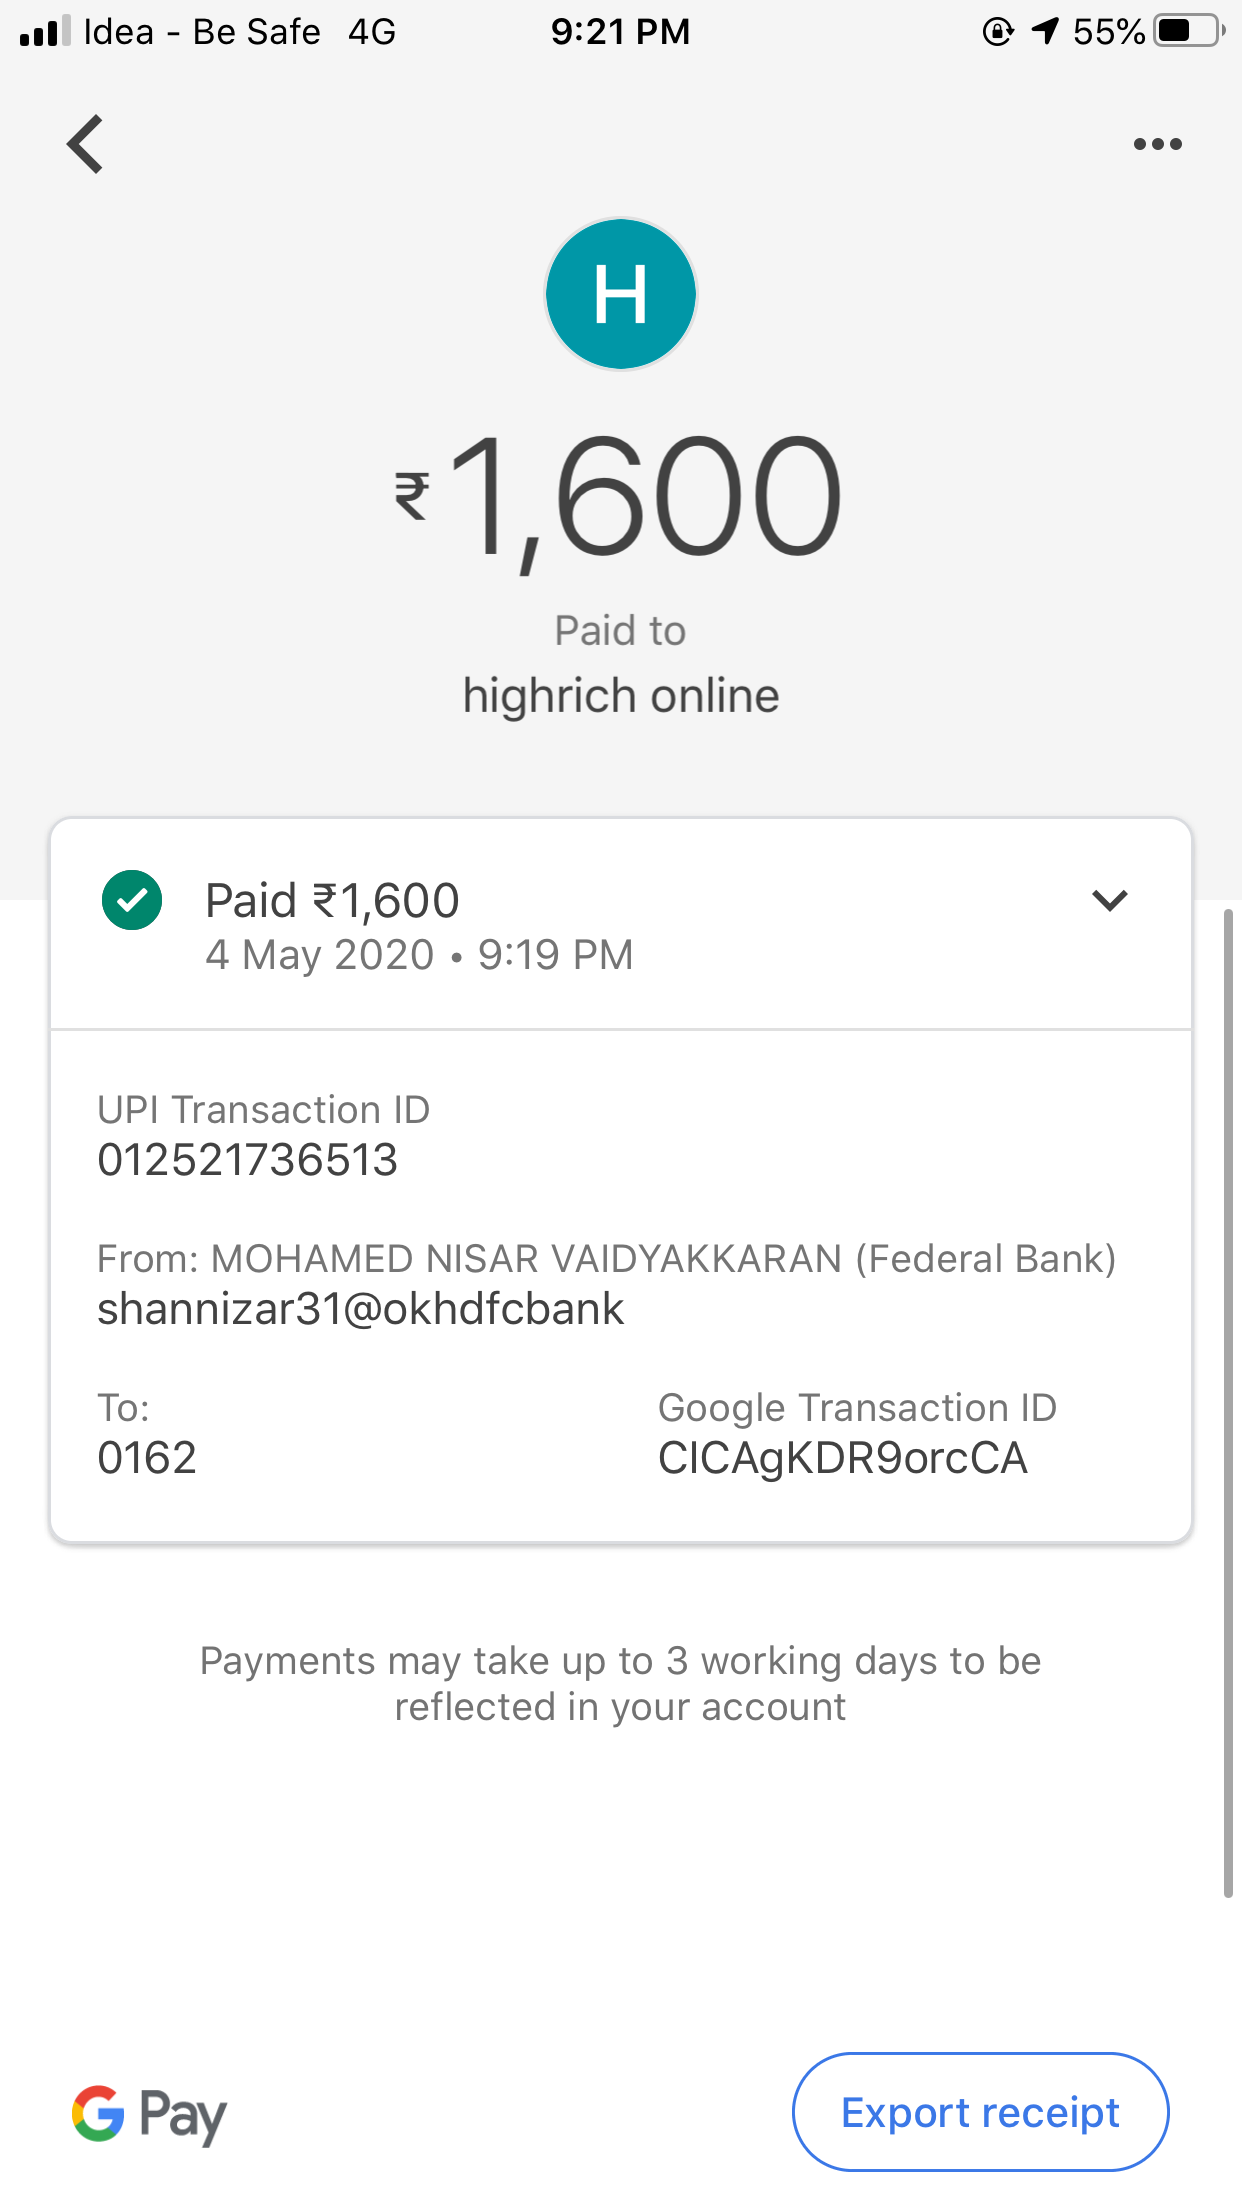 Idea - Be Safe 4G 9:21 PM 55%
H
₹1,600
Paid to
highrich online
Paid ₹1,600
4 May 2020 • 9:19 PM
UPI Transaction ID
012521736513
From: MOHAMED NISAR VAIDYAKKARAN (Federal Bank)
shannizar31@okhdfcbank
To:
0162
Google Transaction ID
CICAgKDR9orcCA
Payments may take up to 3 working days to be
reflected in your account
G Pay
Export receipt